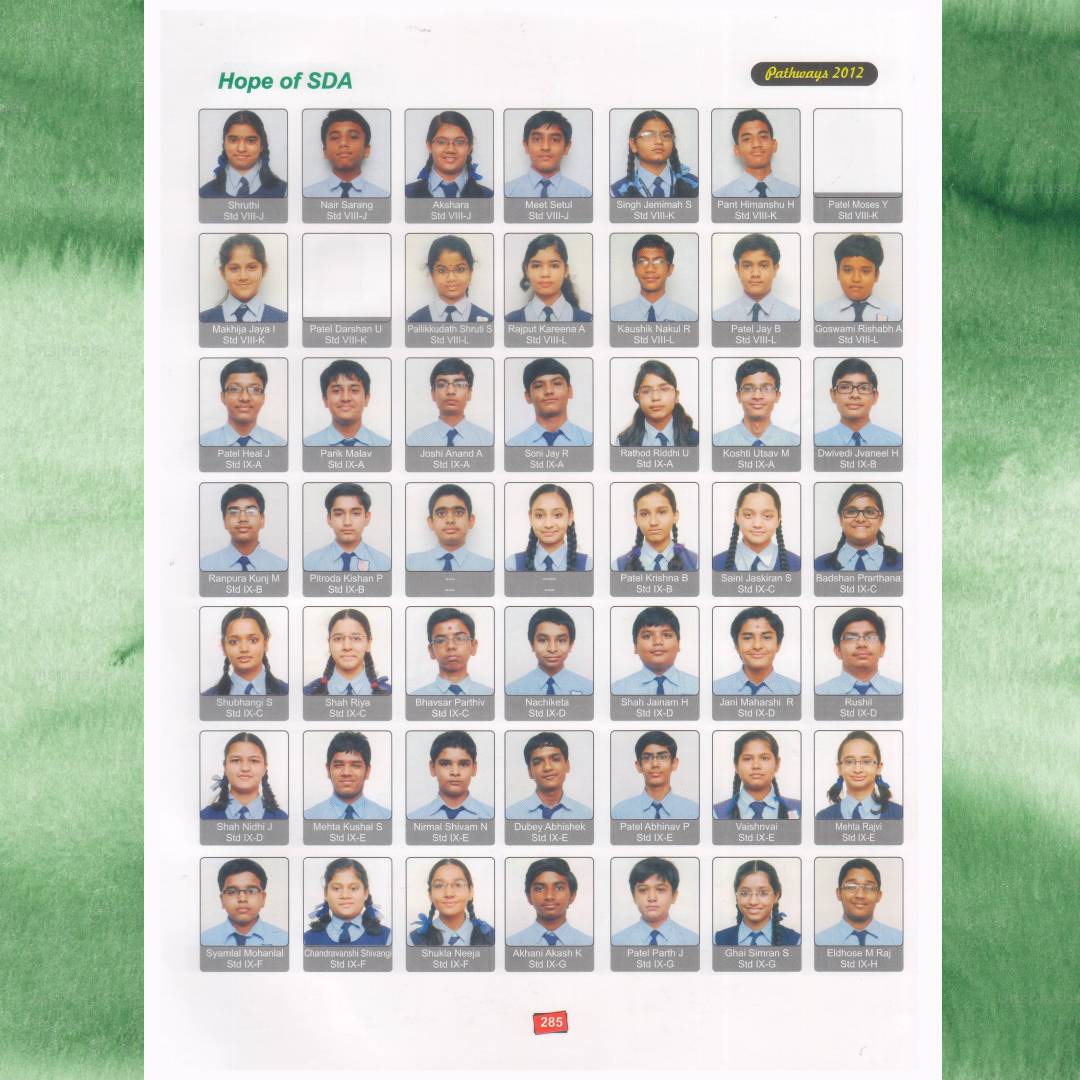 Hope of SDA
Pathways 2012
Shruthi
Std VIII-J
Nair Sarang
Std VIII-J
Akshara
Std VIII-J
Meet Setul
Std VIII-J
Singh Jemimah S
Std VIII-K
Pant Himanshu H
Std VIII-K
Patel Moses Y
Std VIII-K
Makhija Jaya I
Std VIII-K
Patel Darshan U
Std VIII-K
Pallikkudath Shruti S
Std VIII-L
Rajput Kareena A
Std VIII-L
Kaushik Nakul R
Std VIII-L
Patel Jay B
Std VIII-L
Goswami Rishabh A
Std VIII-L
Patel Heal J
Std IX-A
Parik Malav
Std IX-A
Joshi Anand A
Std IX-A
Soni Jay R
Std IX-A
Rathod Riddhi U
Std IX-A
Koshti Utsav M
Std IX-A
Dwivedi Jvaneel H
Std IX-B
Ranpura Kunj M
Std IX-B
Pitroda Kishan P
Std IX-B
---
---
----
---
Patel Krishna B
Std IX-B
Saini Jaskiran S
Std IX-C
Badshan Prarthana
Std IX-C
Shubhangi S
Std IX-C
Shah Riya
Std IX-C
Bhavsar Parthiv
Std IX-C
Nachiketa
Std IX-D
Shah Jainam H
Std IX-D
Jani Maharshi R
Std IX-D
Rushil
Std IX-D
Shah Nidhi J
Std IX-D
Mehta Kushal S
Std IX-E
Nirmal Shivam N
Std IX-E
Dubey Abhishek
Std IX-E
Patel Abhinav P
Std IX-E
Vaishnvai
Std IX-E
Mehta Rajvi
Std IX-E
Syamlal Mohanlal
Std IX-F
Chandravanshi Shivangi
Std IX-F
Shukla Neeja
Std IX-F
Akhani Akash K
Std IX-G
Patel Parth J
Std IX-G
Ghai Simran S
Std IX-G
Eldhose M Raj
Std IX-H
285